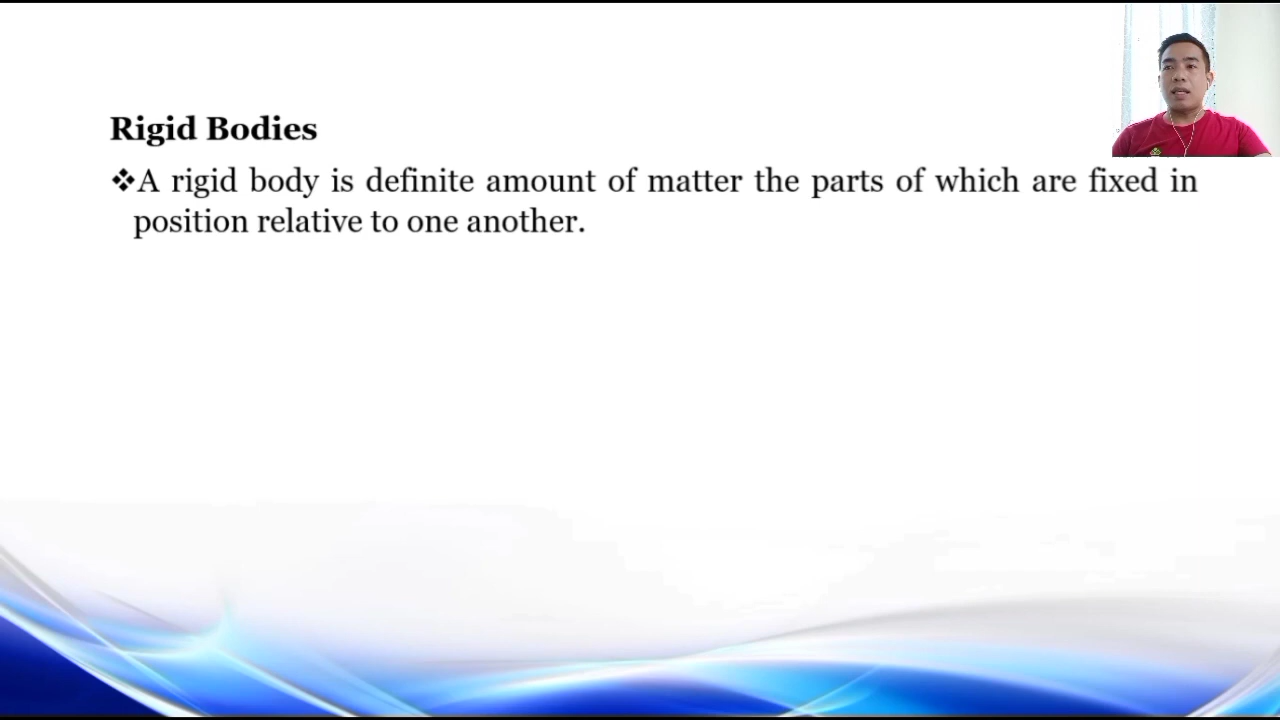 Rigid Bodies
❖A rigid body is definite amount of matter the parts of which are fixed in
position relative to one another.